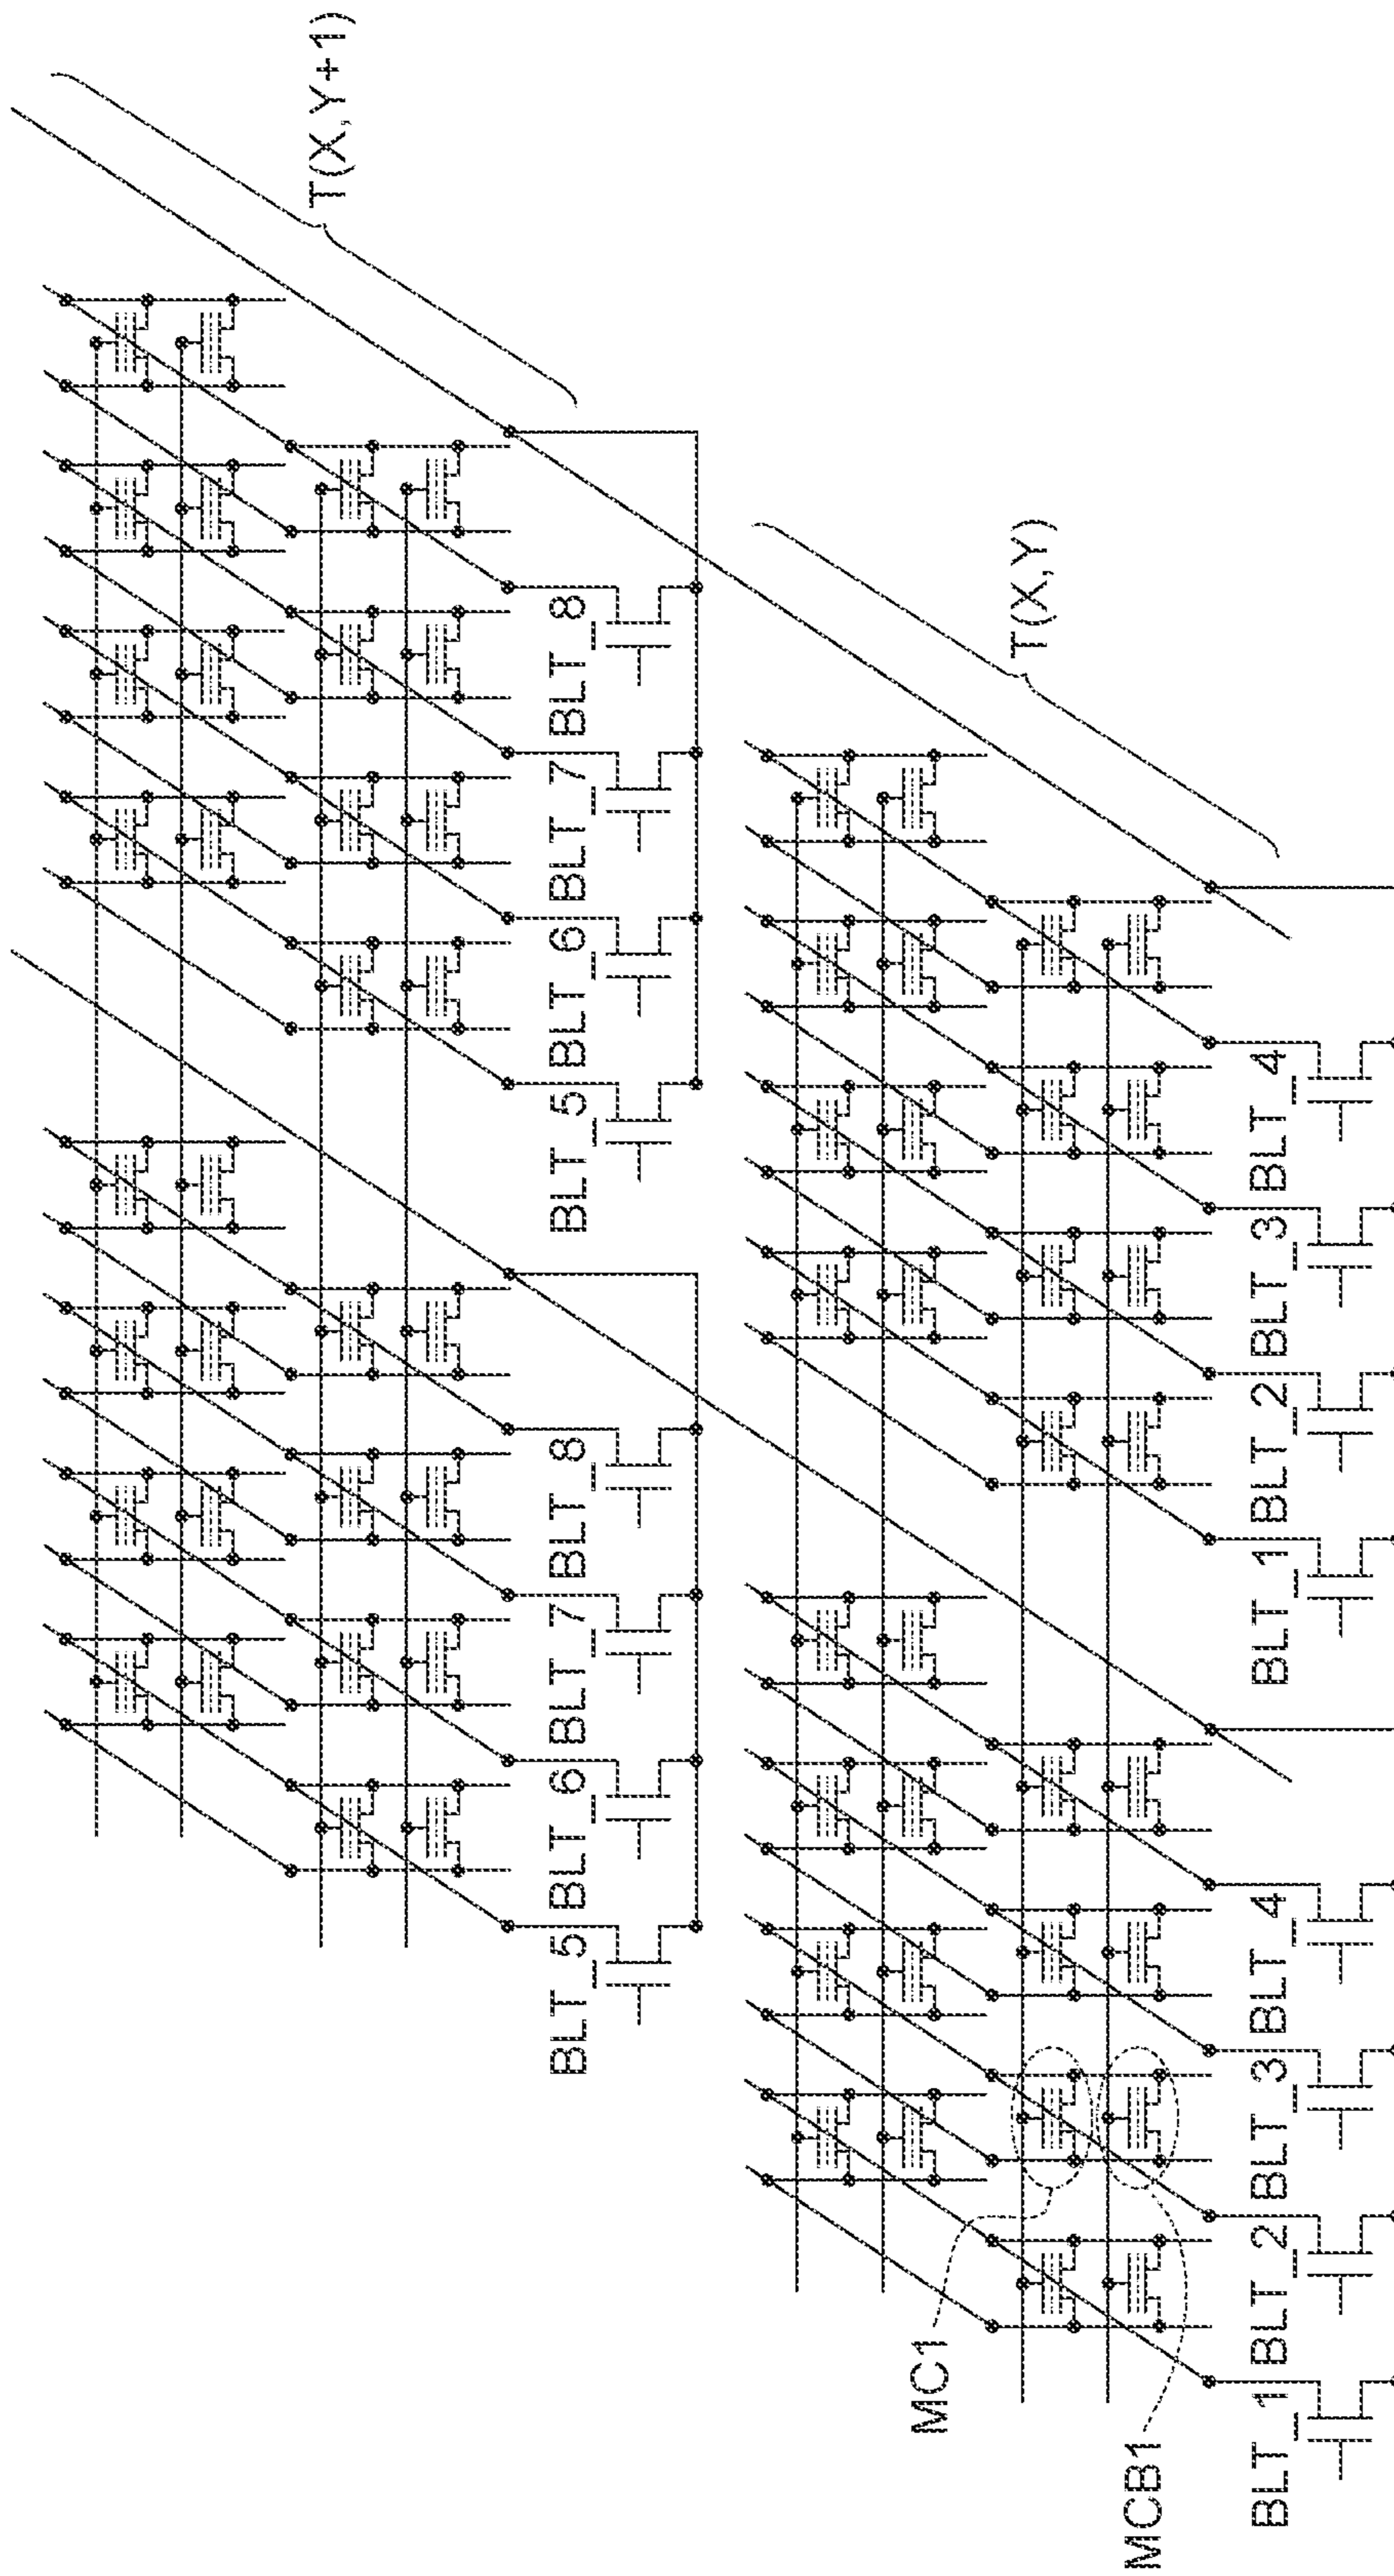 T(X,Y+1)
BLT_5 BLT_6 BLT_7 BLT_8
BLT_5 BLT_6 BLT_7 BLT_8
T(X,Y)
BLT_1 BLT_2 BLT_3 BLT_4
BLT_1 BLT_2 BLT_3 BLT_4
MC1
MCB1